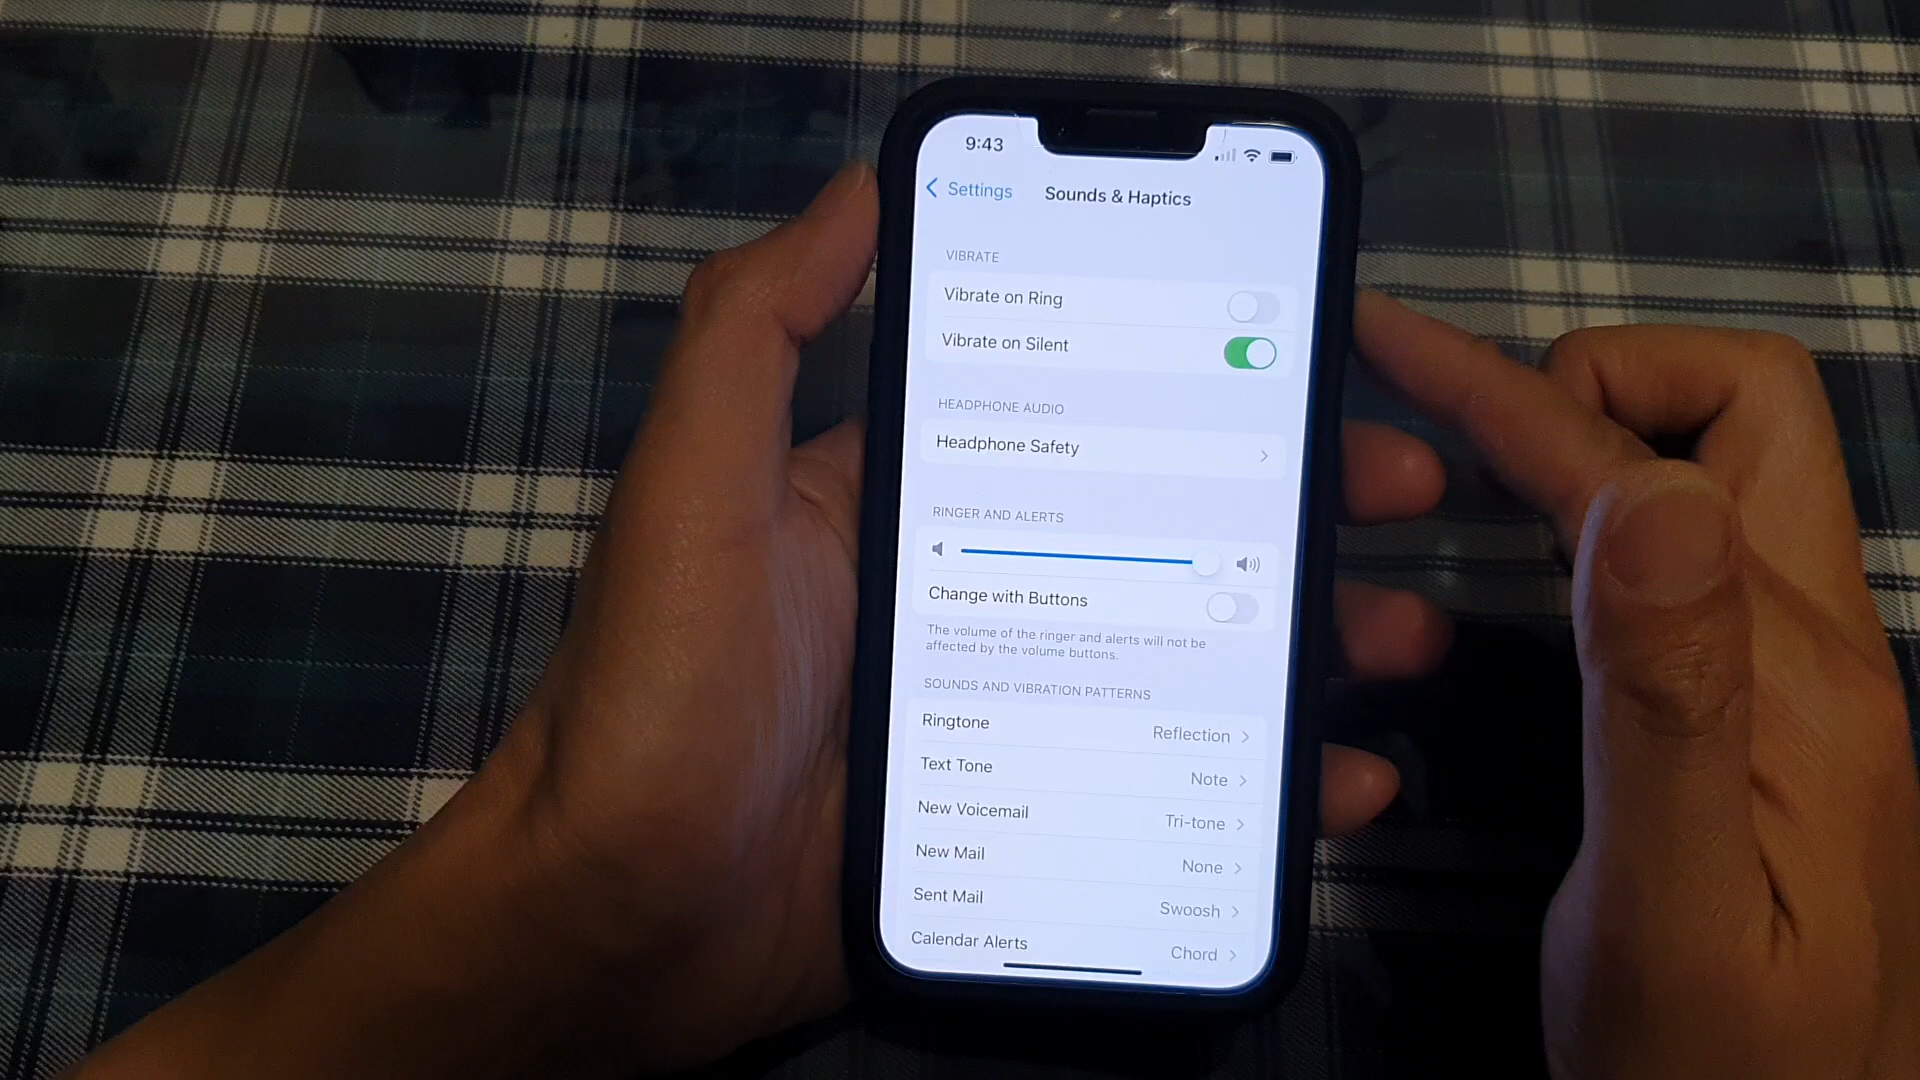 9:43
Settings
Sounds & Haptics
VIBRATE
Vibrate on Ring
Vibrate on Silent
HEADPHONE AUDIO
Headphone Safety
RINGER AND ALERTS
Change with Buttons
The volume of the ringer and alerts will not be
affected by the volume buttons.
SOUNDS AND VIBRATION PATTERNS
Ringtone Reflection
Text Tone Note
New Voicemail Tri-tone
New Mail None
Sent Mail Swoosh
Calendar Alerts Chord